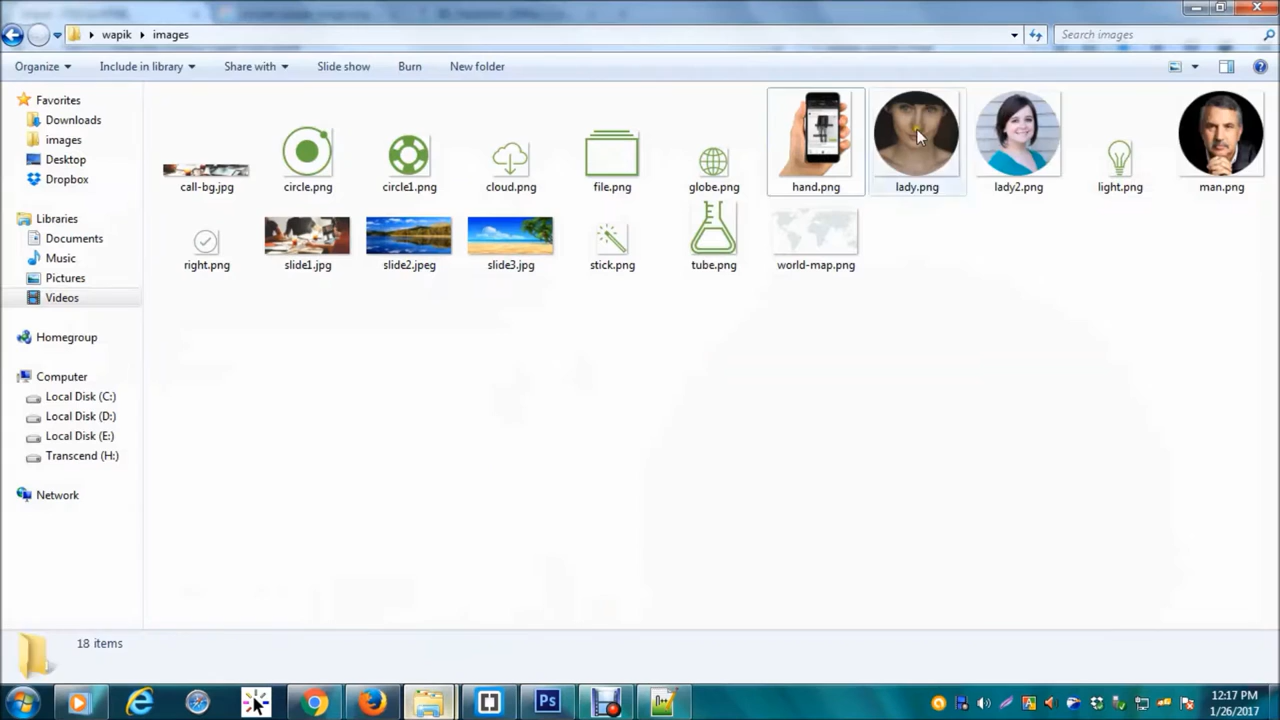 wapik images
Search images
Organize Include in library Share with Slide show Burn New folder
Favorites
Downloads
images
Desktop
Dropbox
Libraries
Documents
Music
Pictures
Videos
Homegroup
Computer
Local Disk (C:)
Local Disk (D:)
Local Disk (E:)
Transcend (H:)
Network
call-bg.jpg circle.png circle1.png cloud.png file.png globe.png hand.png lady.png lady2.png light.png man.png
right.png slide1.jpg slide2.jpeg slide3.jpg stick.png tube.png world-map.png
18 items
Ps
12:17 PM
1/26/2017